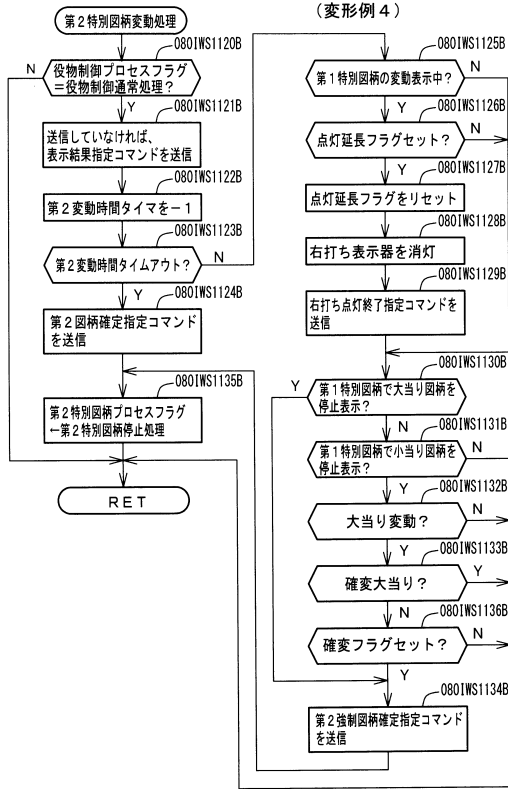 (変形例4)
第2特別図柄変動処理
080IWS1120B
役物制御プロセスフラグ
=役物制御通常処理?
N
Y
080IWS1121B
送信していなければ、
表示結果指定コマンドを送信
080IWS1122B
第2変動時間タイマを-1
080IWS1123B
第2変動時間タイムアウト?
N
Y
080IWS1124B
第2図柄確定指定コマンド
を送信
080IWS1135B
第2特別図柄プロセスフラグ
←第2特別図柄停止処理
RET
080IWS1125B
第1特別図柄の変動表示中?
N
Y
080IWS1126B
点灯延長フラグセット?
N
Y
080IWS1127B
点灯延長フラグをリセット
080IWS1128B
右打ち表示器を消灯
080IWS1129B
右打ち点灯終了指定コマンドを
送信
080IWS1130B
第1特別図柄で大当り図柄を
停止表示?
Y
N
080IWS1131B
第1特別図柄で小当り図柄を
停止表示?
N
Y
080IWS1132B
大当り変動?
N
Y
080IWS1133B
確変大当り?
Y
N
080IWS1136B
確変フラグセット?
N
Y
080IWS1134B
第2強制図柄確定指定コマンド
を送信